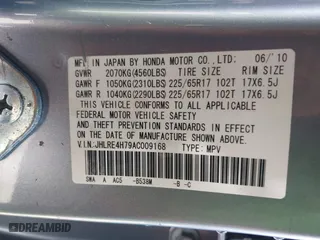 MFD. IN JAPAN BY HONDA MOTOR CO., LTD. 06/'10
GVWR 2070KG(4560LBS) TIRE SIZE RIM SIZE
GAWR F 1050KG(2310LBS) 225/65R17 102T 17X6.5J
GAWR R 1040KG(2290LBS) 225/65R17 102T 17X6.5J
THIS VEHICLE CONFORMS TO ALL APPLICABLE
FEDERAL MOTOR VEHICLE SAFETY
AND THEFT PREVENTION STANDARDS
IN EFFECT ON THE DATE
OF MANUFACTURE SHOWN ABOVE.
V.I.N.:JHLRE4H79AC009168 TYPE: MPV
SWA A AC5 -B538M -B -C
© DREAMBID